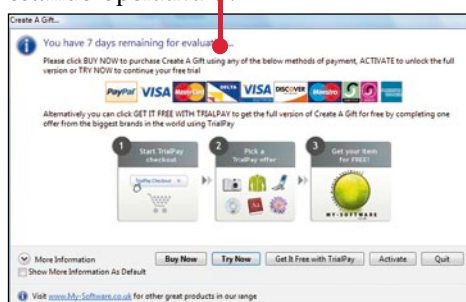 Create A Gift...
You have 7 days remaining for evaluation...
Please click BUY NOW to purchase Create A Gift using any of the below methods of payment, ACTIVATE to unlock the full
version or TRY NOW to continue your free trial
PayPal VISA MasterCard DELTA VISA DISCOVER Maestro
Alternatively you can click GET IT FREE WITH TRIALPAY to get the full version of Create A Gift for free by completing one
offer from the biggest brands in the world using TrialPay
1 Start TrialPay checkout
TrialPay Checkout
2 Pick a TrialPay offer
3 Get your item for FREE!
MY-SOFTWARE
More Information Buy Now Try Now Get It Free with TrialPay Activate Quit
Show More Information As Default
Visit www.My-Software.co.uk for other great products in our range